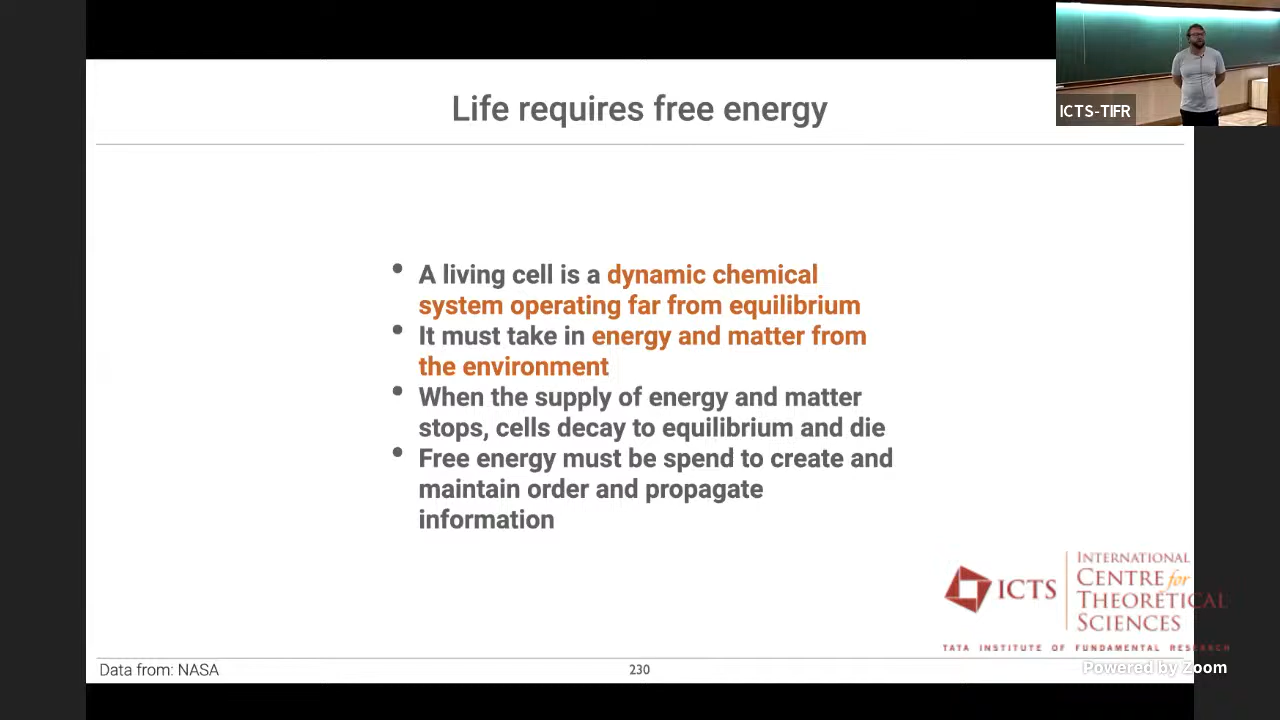 Life requires free energy
ICTS-TIFR
• A living cell is a dynamic chemical
system operating far from equilibrium
• It must take in energy and matter from
the environment
• When the supply of energy and matter
stops, cells decay to equilibrium and die
• Free energy must be spend to create and
maintain order and propagate
information
ICTS
INTERNATIONAL
CENTRE for
THEORETICAL
SCIENCES
TATA INSTITUTE OF FUNDAMENTAL RESEARCH
Data from: NASA
230
Powered by Zoom